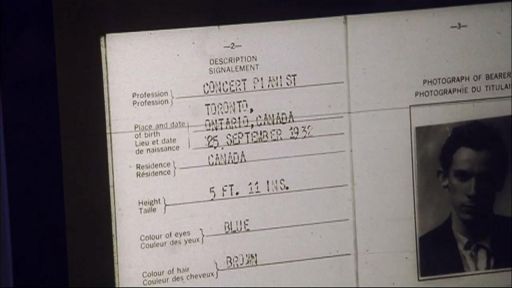 —2—
DESCRIPTION
SIGNALEMENT
Profession
Profession
CONCERT PIANIST
Place and date
of birth
Lieu et date
de naissance
TORONTO,
ONTARIO, CANADA
25 SEPTEMBER 1932
Residence
Résidence
CANADA
Height
Taille
5 FT. 11 INS.
Colour of eyes
Couleur des yeux
BLUE
Colour of hair
Couleur des cheveux
BROWN
—3—
PHOTOGRAPH OF BEARER
PHOTOGRAPHIE DU TITULAI